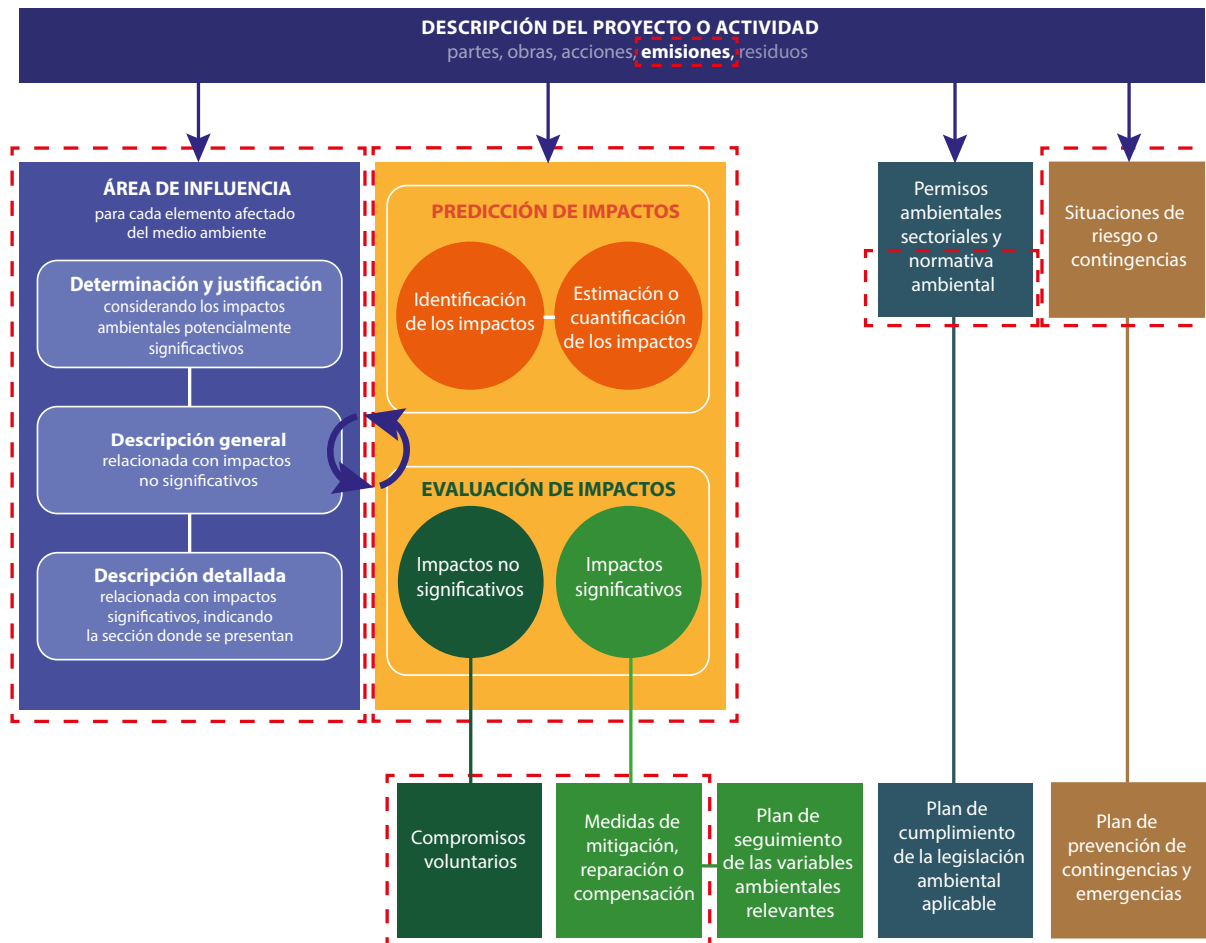 DESCRIPCIÓN DEL PROYECTO O ACTIVIDAD
partes, obras, acciones, emisiones, residuos
ÁREA DE INFLUENCIA
para cada elemento afectado
del medio ambiente
Determinación y justificación
considerando los impactos
ambientales potencialmente
significactivos
Descripción general
relacionada con impactos
no significativos
Descripción detallada
relacionada con impactos
significativos, indicando
la sección donde se presentan
PREDICCIÓN DE IMPACTOS
Identificación
de los impactos
Estimación o
cuantificación
de los impactos
EVALUACIÓN DE IMPACTOS
Impactos no
significativos
Impactos
significativos
Permisos
ambientales
sectoriales y
normativa
ambiental
Situaciones de
riesgo o
contingencias
Compromisos
voluntarios
Medidas de
mitigación,
reparación o
compensación
Plan de
seguimiento
de las variables
ambientales
relevantes
Plan de
cumplimiento
de la legislación
ambiental
aplicable
Plan de
prevención de
contingencias y
emergencias